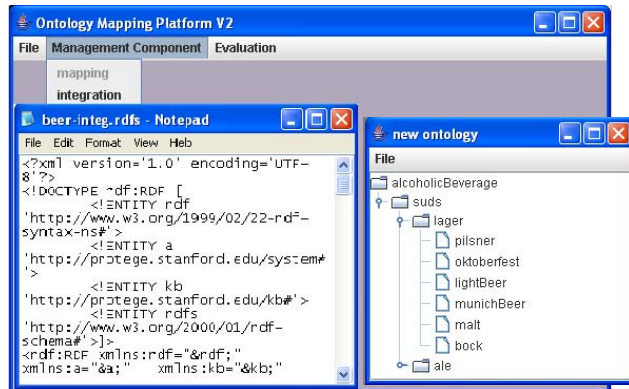 Ontology Mapping Platform V2
File Management Component Evaluation
mapping
integration
beer-integ.rdfs - Notepad
File Edit Format View Help
<?xml version='1.0' encoding='UTF-
8'?>
<!DOCTYPE rdf:RDF [
<!ENTITY rdf
'http://www.w3.org/1999/02/22-rdf-
syntax-ns#'>
<!ENTITY a
'http://protege.stanford.edu/system#
'>
<!ENTITY kb
'http://protege.stanford.edu/kb#'>
<!ENTITY rdfs
'http://www.w3.org/2000/01/rdf-
schema#'>]>
<rdf:RDF xmlns:rdf="&rdf;"
xmlns:a="&a;" xmlns:kb="&kb;"
new ontology
File
alcoholicBeverage
suds
lager
pilsner
oktoberfest
lightBeer
munichBeer
malt
bock
ale